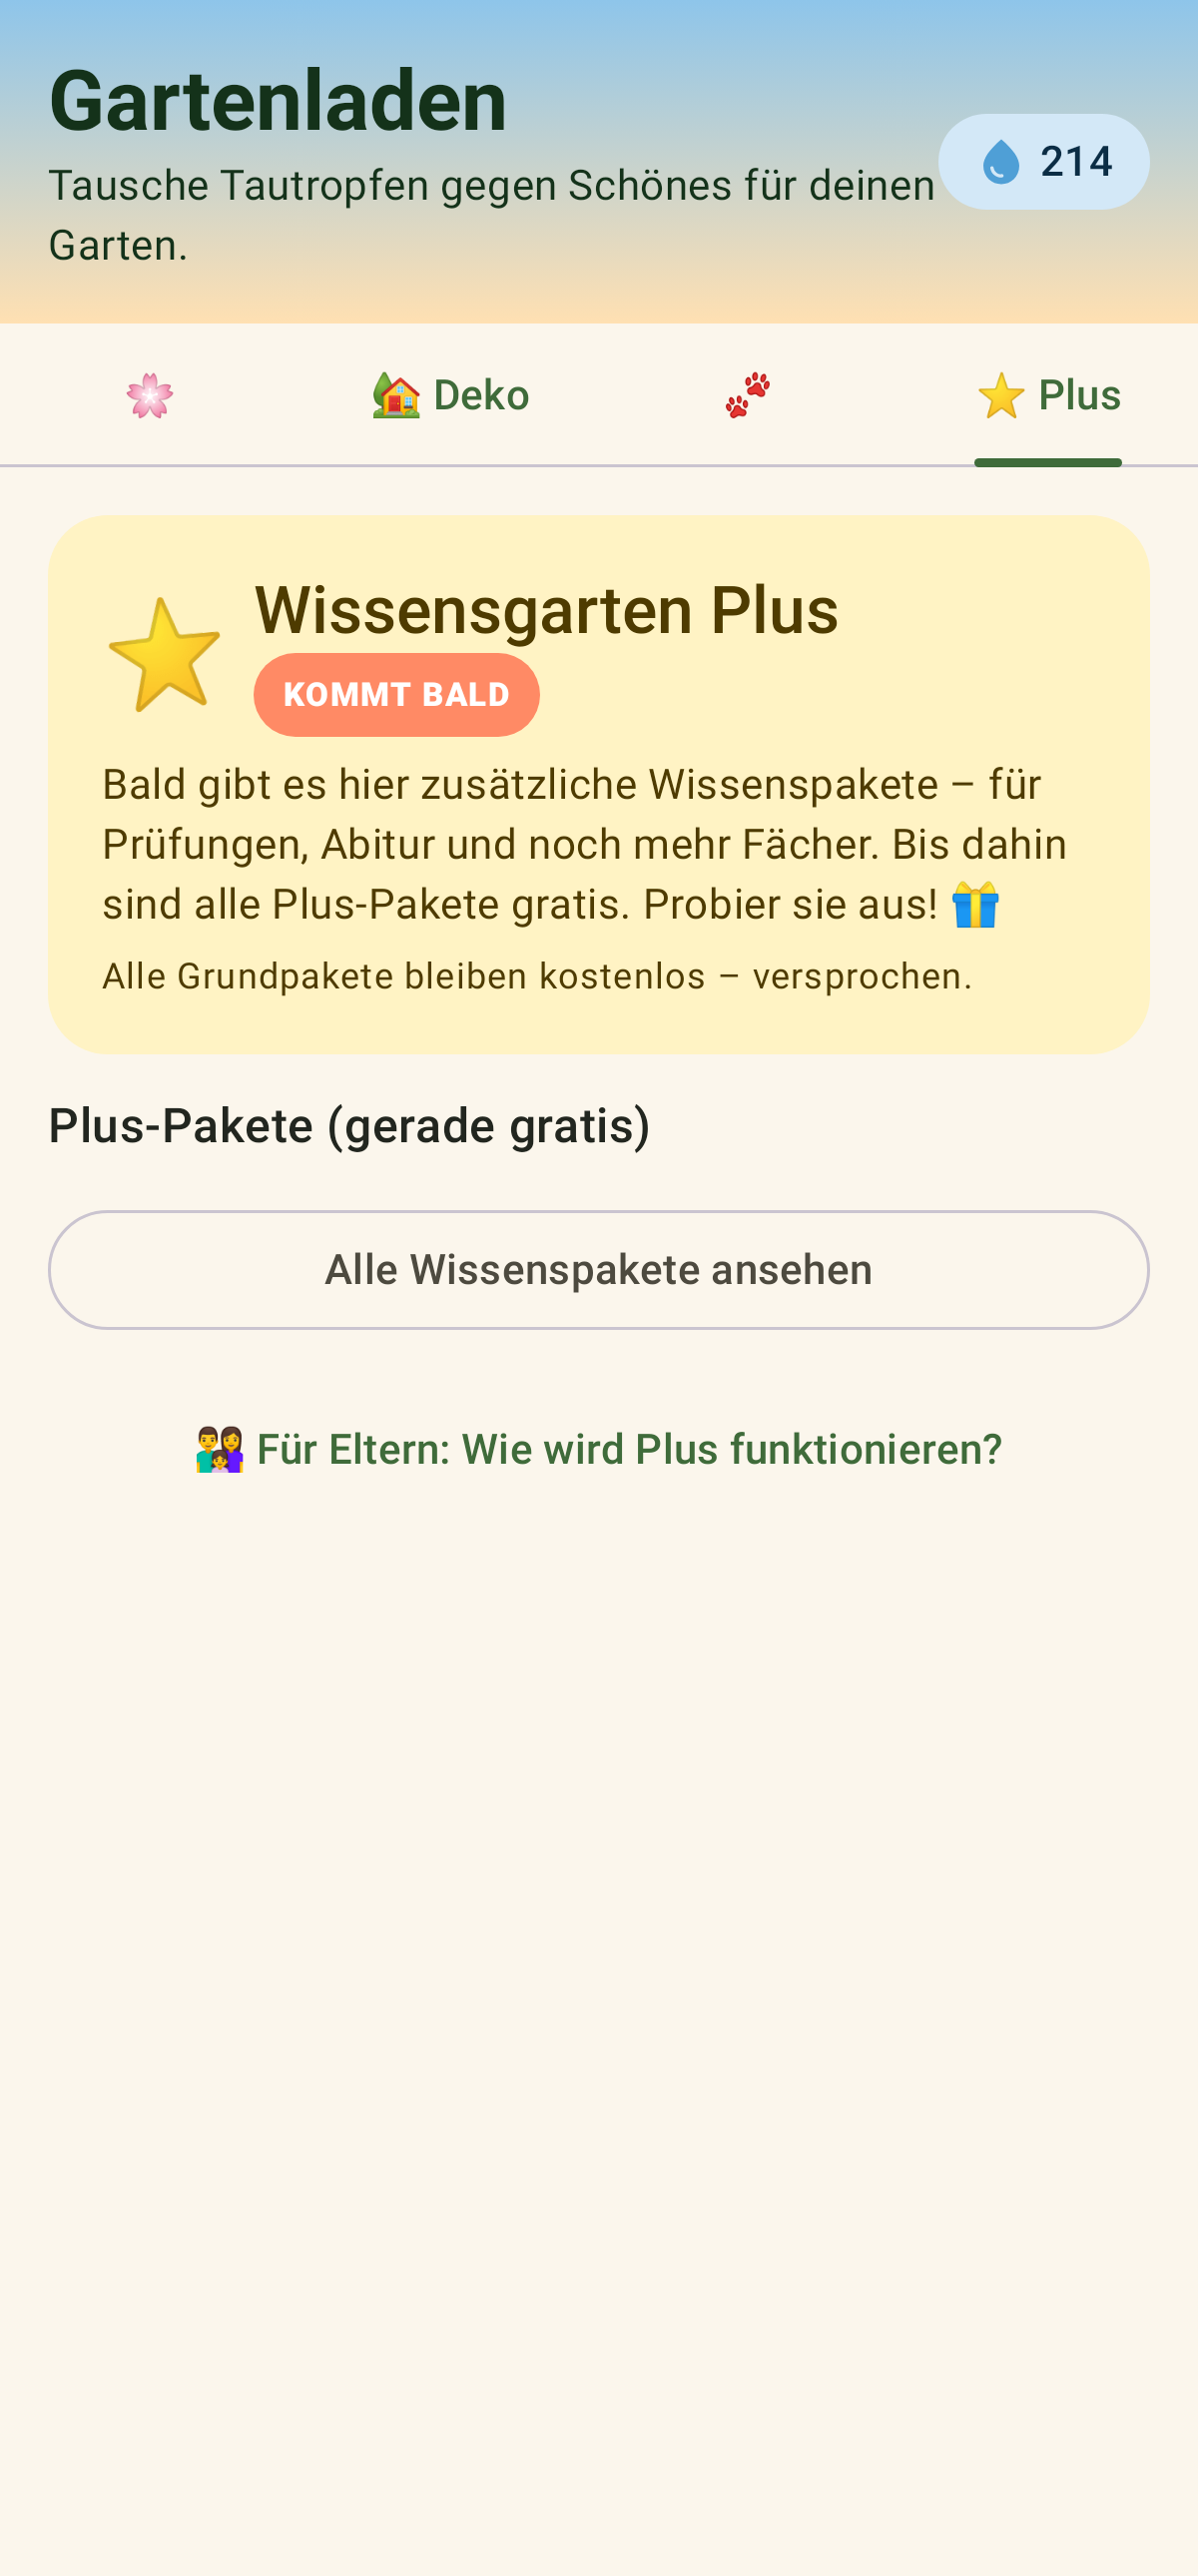 Gartenladen
Tausche Tautropfen gegen Schönes für deinen
Garten.
214
Deko
Plus
Wissensgarten Plus
KOMMT BALD
Bald gibt es hier zusätzliche Wissenspakete – für
Prüfungen, Abitur und noch mehr Fächer. Bis dahin
sind alle Plus-Pakete gratis. Probier sie aus! 🎁
Alle Grundpakete bleiben kostenlos – versprochen.
Plus-Pakete (gerade gratis)
Alle Wissenspakete ansehen
Für Eltern: Wie wird Plus funktionieren?